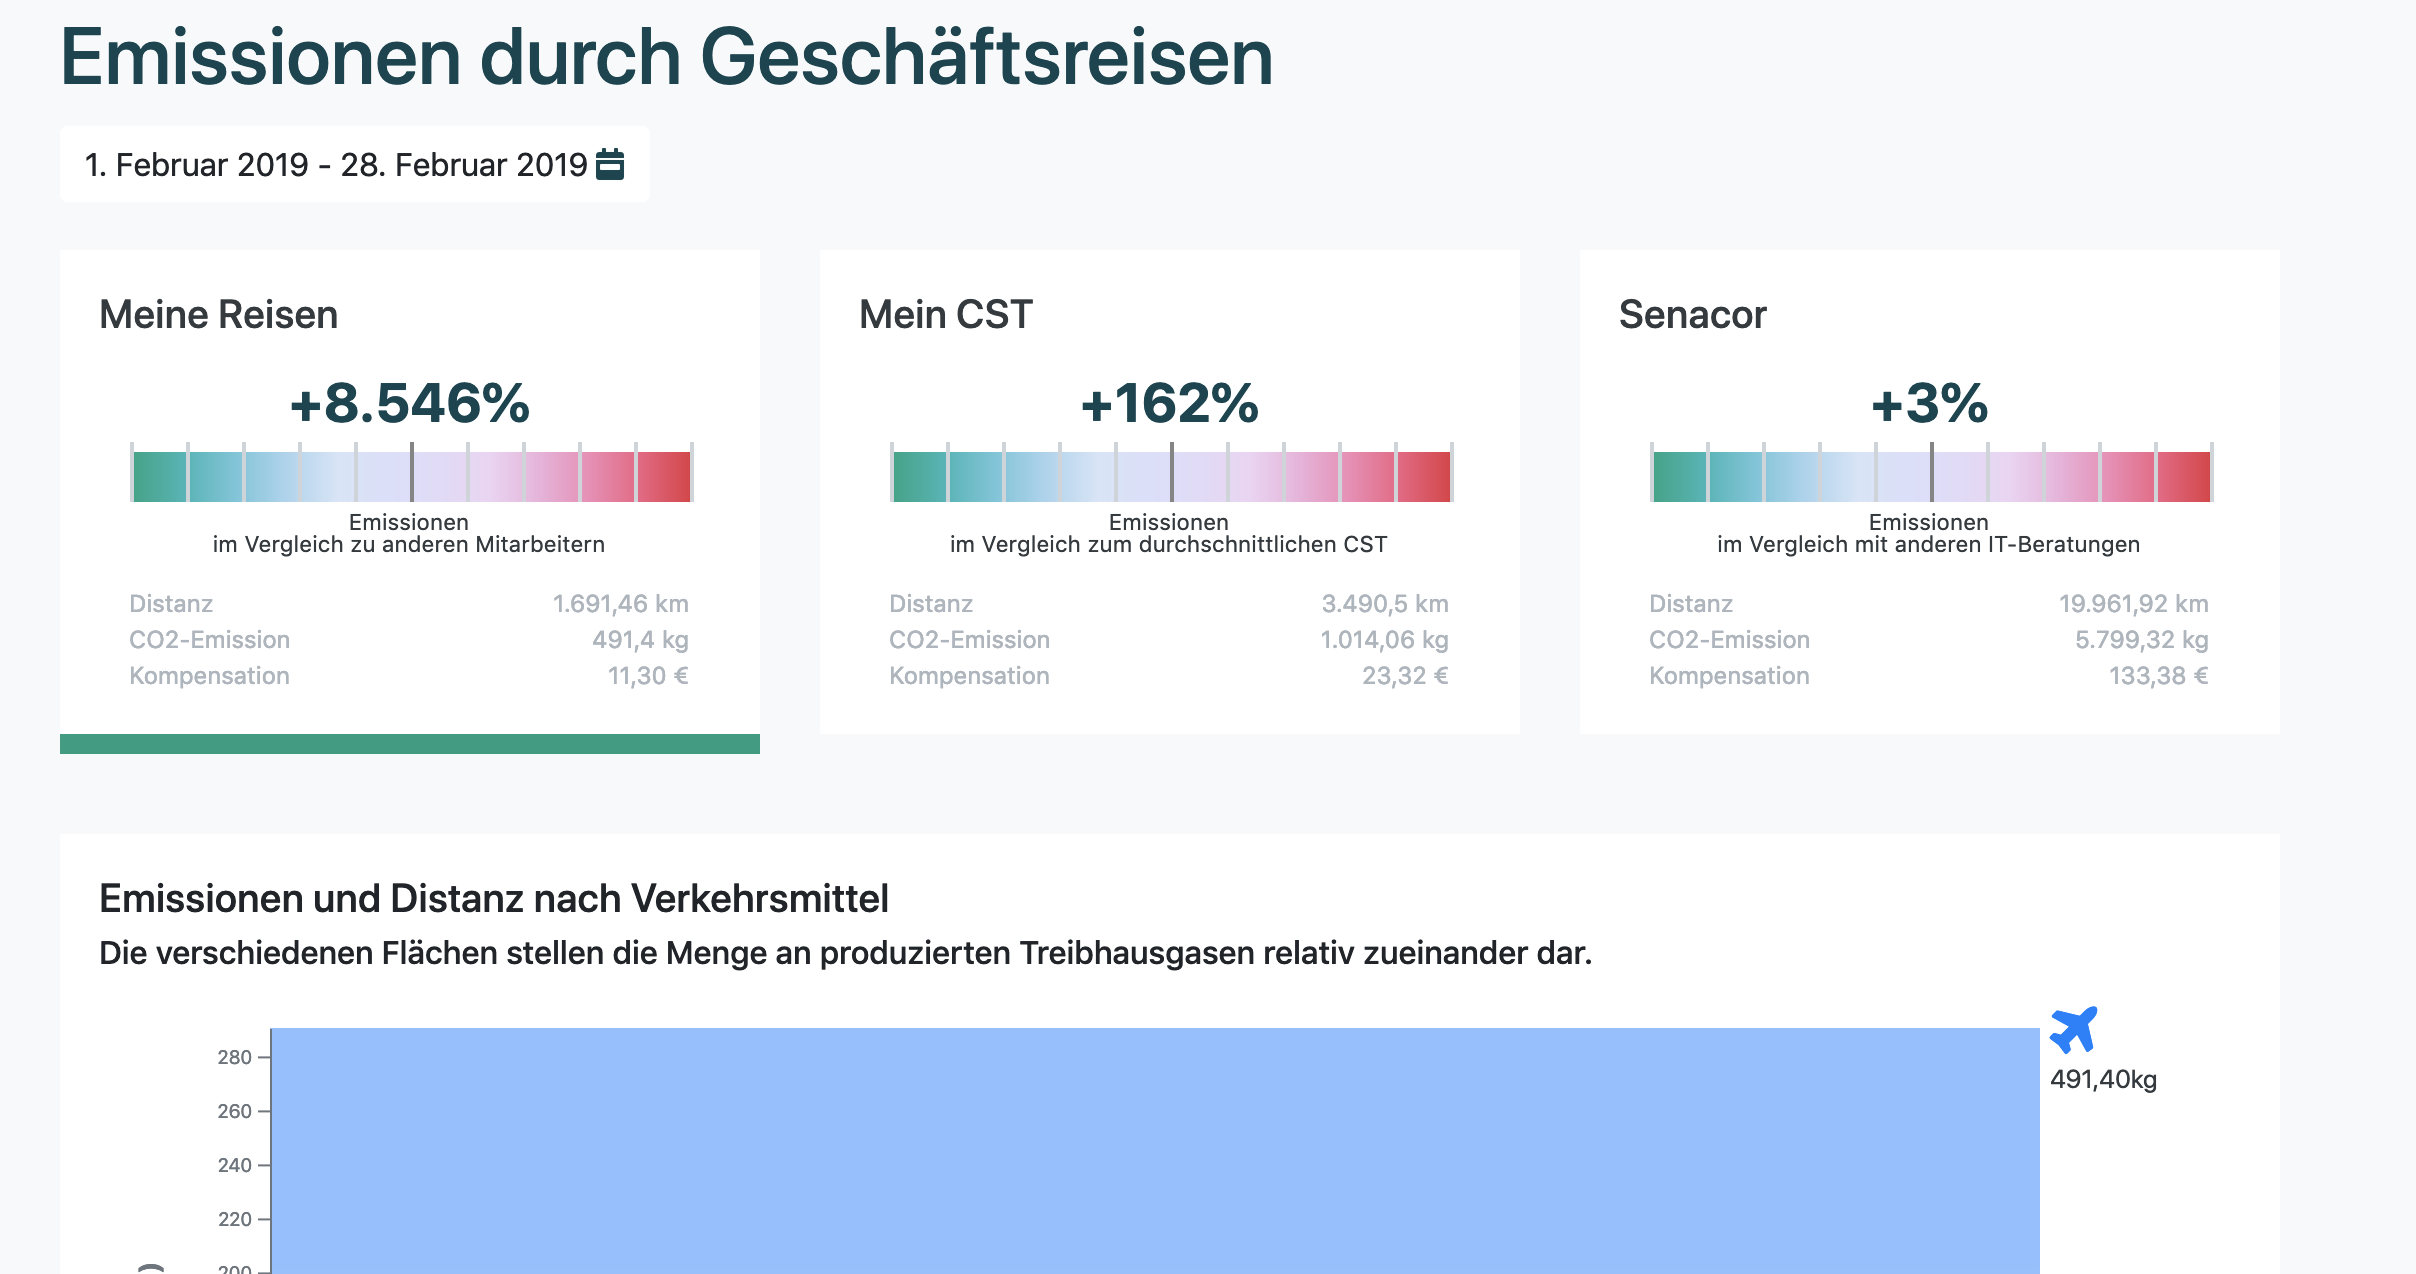 Emissionen durch Geschäftsreisen
1. Februar 2019 - 28. Februar 2019
Meine Reisen
+8.546%
Emissionen
im Vergleich zu anderen Mitarbeitern
Distanz 1.691,46 km
CO2-Emission 491,4 kg
Kompensation 11,30 €
Mein CST
+162%
Emissionen
im Vergleich zum durchschnittlichen CST
Distanz 3.490,5 km
CO2-Emission 1.014,06 kg
Kompensation 23,32 €
Senacor
+3%
Emissionen
im Vergleich mit anderen IT-Beratungen
Distanz 19.961,92 km
CO2-Emission 5.799,32 kg
Kompensation 133,38 €
Emissionen und Distanz nach Verkehrsmittel
Die verschiedenen Flächen stellen die Menge an produzierten Treibhausgasen relativ zueinander dar.
280
491,40kg
260
240
220
200